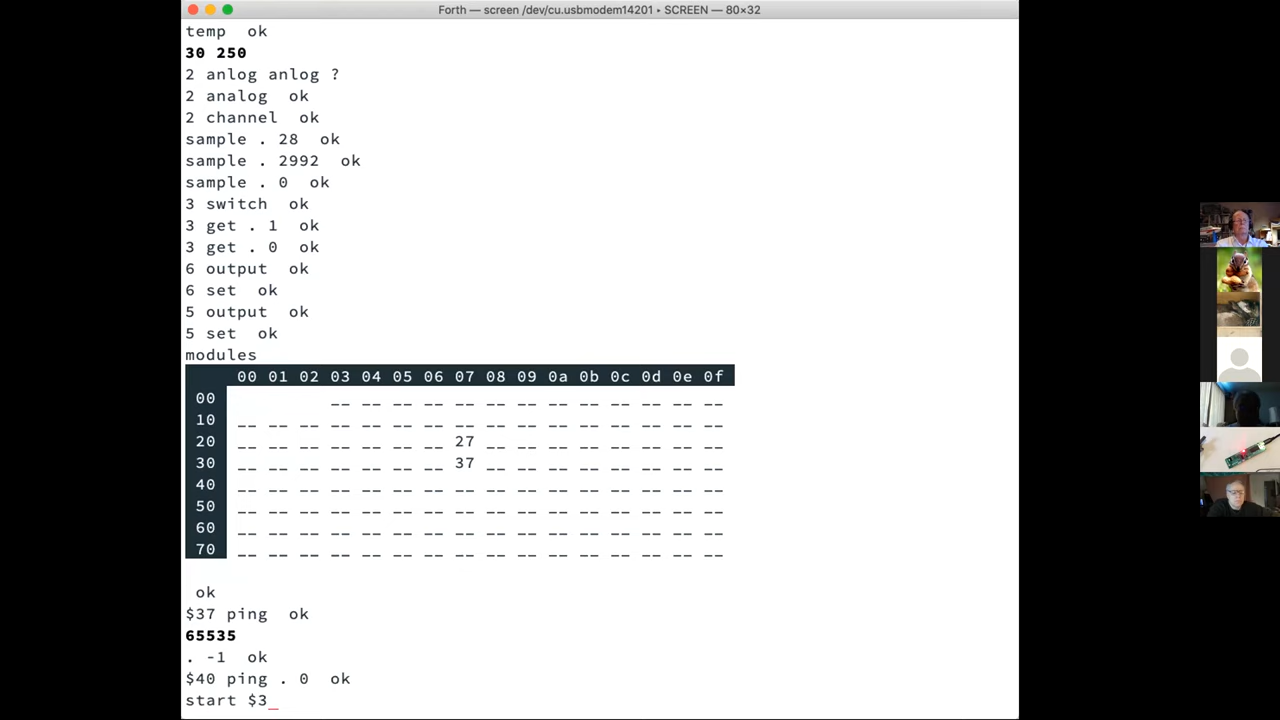 Forth — screen /dev/cu.usbmodem14201 ▸ SCREEN — 80×32
temp  ok
30 250
2 anlog anlog ?
2 analog  ok
2 channel  ok
sample . 28  ok
sample . 2992  ok
sample . 0  ok
3 switch  ok
3 get . 1  ok
3 get . 0  ok
6 output  ok
6 set  ok
5 output  ok
5 set  ok
modules
00 01 02 03 04 05 06 07 08 09 0a 0b 0c 0d 0e 0f
00          -- -- -- -- -- -- -- -- -- -- -- -- --
10 -- -- -- -- -- -- -- -- -- -- -- -- -- -- -- --
20 -- -- -- -- -- -- -- 27 -- -- -- -- -- -- -- --
30 -- -- -- -- -- -- -- 37 -- -- -- -- -- -- -- --
40 -- -- -- -- -- -- -- -- -- -- -- -- -- -- -- --
50 -- -- -- -- -- -- -- -- -- -- -- -- -- -- -- --
60 -- -- -- -- -- -- -- -- -- -- -- -- -- -- -- --
70 -- -- -- -- -- -- -- -- -- -- -- -- -- -- -- --
ok
$37 ping  ok
65535
. -1  ok
$40 ping . 0  ok
start $3_